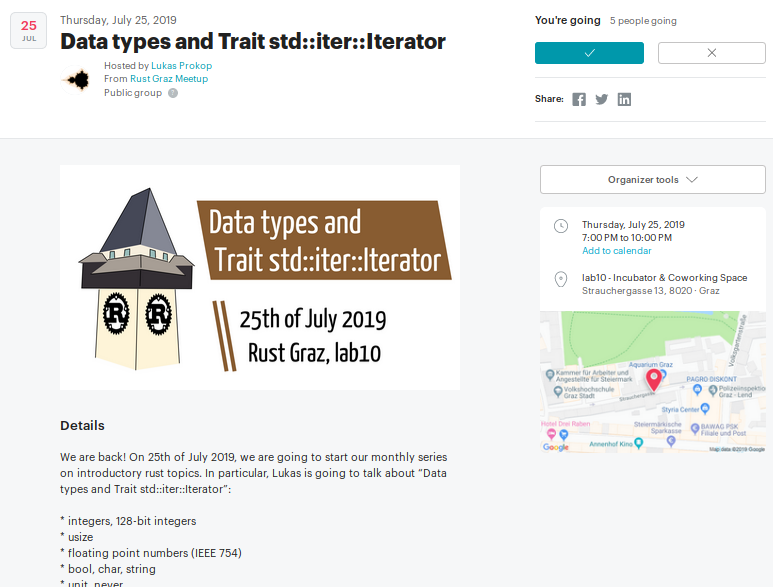 25
JUL
Thursday, July 25, 2019
Data types and Trait std::iter::Iterator
Hosted by Lukas Prokop
From Rust Graz Meetup
Public group
You're going 5 people going
Share:
Data types and
Trait std::iter::Iterator
25th of July 2019
Rust Graz, lab10
R R
Organizer tools
Thursday, July 25, 2019
7:00 PM to 10:00 PM
Add to calendar
lab10 - Incubator & Coworking Space
Strauchergasse 13, 8020 · Graz
Volksgartenstraße
Aquarium Graz
Kammer für Arbeiter und
Angestellte für Steiermark
PAGRO DISKONT
Volkshochschule
Graz Stadt
Strauchergasse
Polizeiinspektion
Graz - Lend
Styria Center
Hotel Drei Raben
Steiermärkische
Sparkasse
BAWAG PSK
Filiale und Post
Annenhof Kino
Google
Map data ©2019 Google
Details
We are back! On 25th of July 2019, we are going to start our monthly series
on introductory rust topics. In particular, Lukas is going to talk about “Data
types and Trait std::iter::Iterator”:
* integers, 128-bit integers
* usize
* floating point numbers (IEEE 754)
* bool, char, string
* unit, never